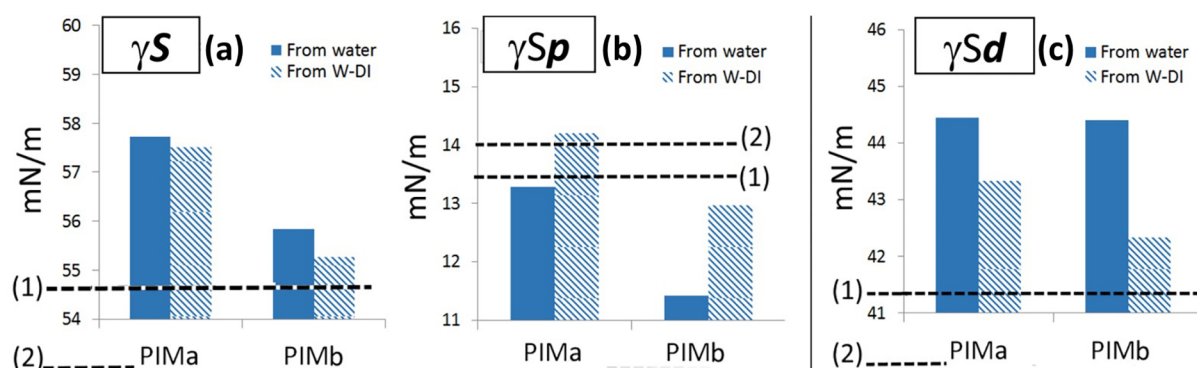 γS (a)
From water
From W-DI
mN/m
60
59
58
57
56
55
54
(1)
(2)
PIMa
PIMb
γSp (b)
From water
From W-DI
mN/m
16
15
14
13
12
11
(2)
(1)
PIMa
PIMb
γSd (c)
From water
From W-DI
mN/m
46
45
44
43
42
41
(1)
(2)
PIMa
PIMb